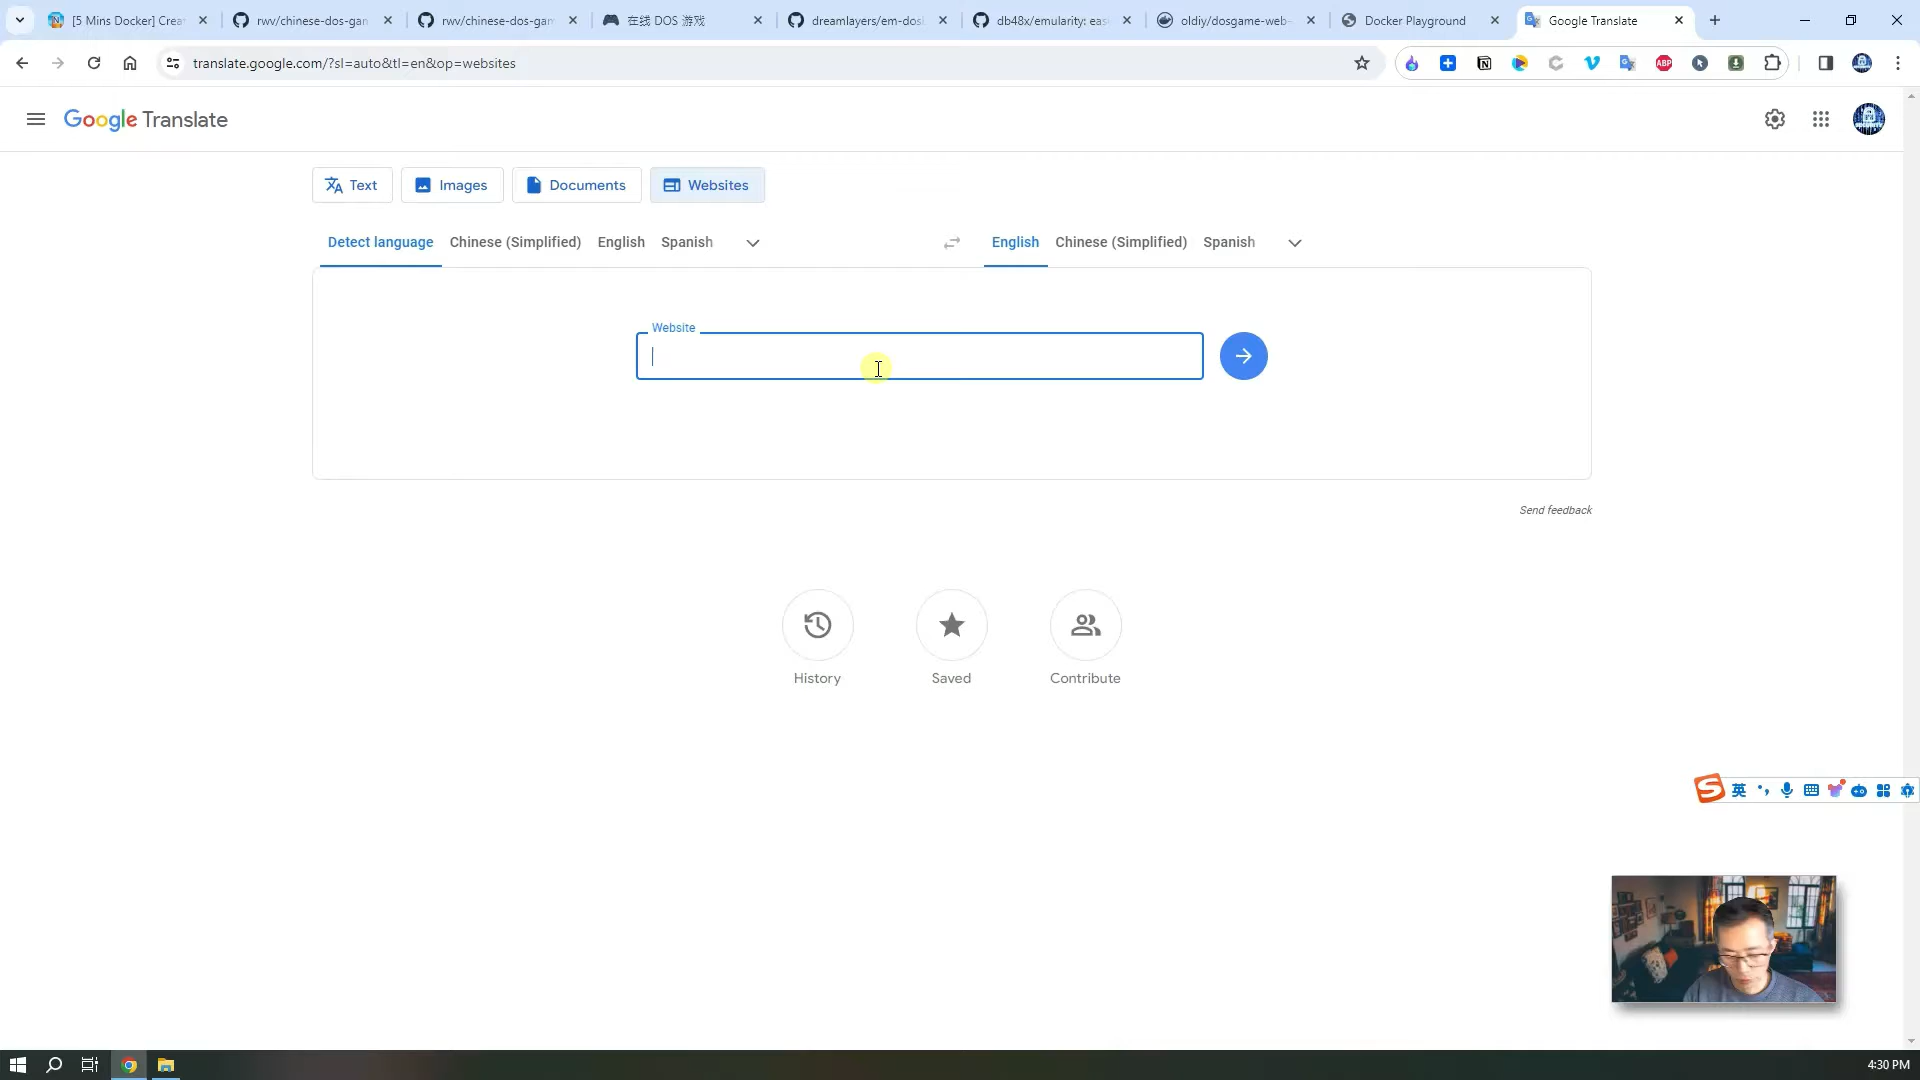 [5 Mins Docker] Crea
rwv/chinese-dos-gan
rwv/chinese-dos-gam
在线 DOS 游戏
dreamlayers/em-dos
db48x/emularity: eas
oldiy/dosgame-web-
Docker Playground
Google Translate
translate.google.com/?sl=auto&tl=en&op=websites
ABP
Google Translate
Text
Images
Documents
Websites
Detect language
Chinese (Simplified)
English
Spanish
English
Chinese (Simplified)
Spanish
Website
Send feedback
History
Saved
Contribute
英
4:30 PM